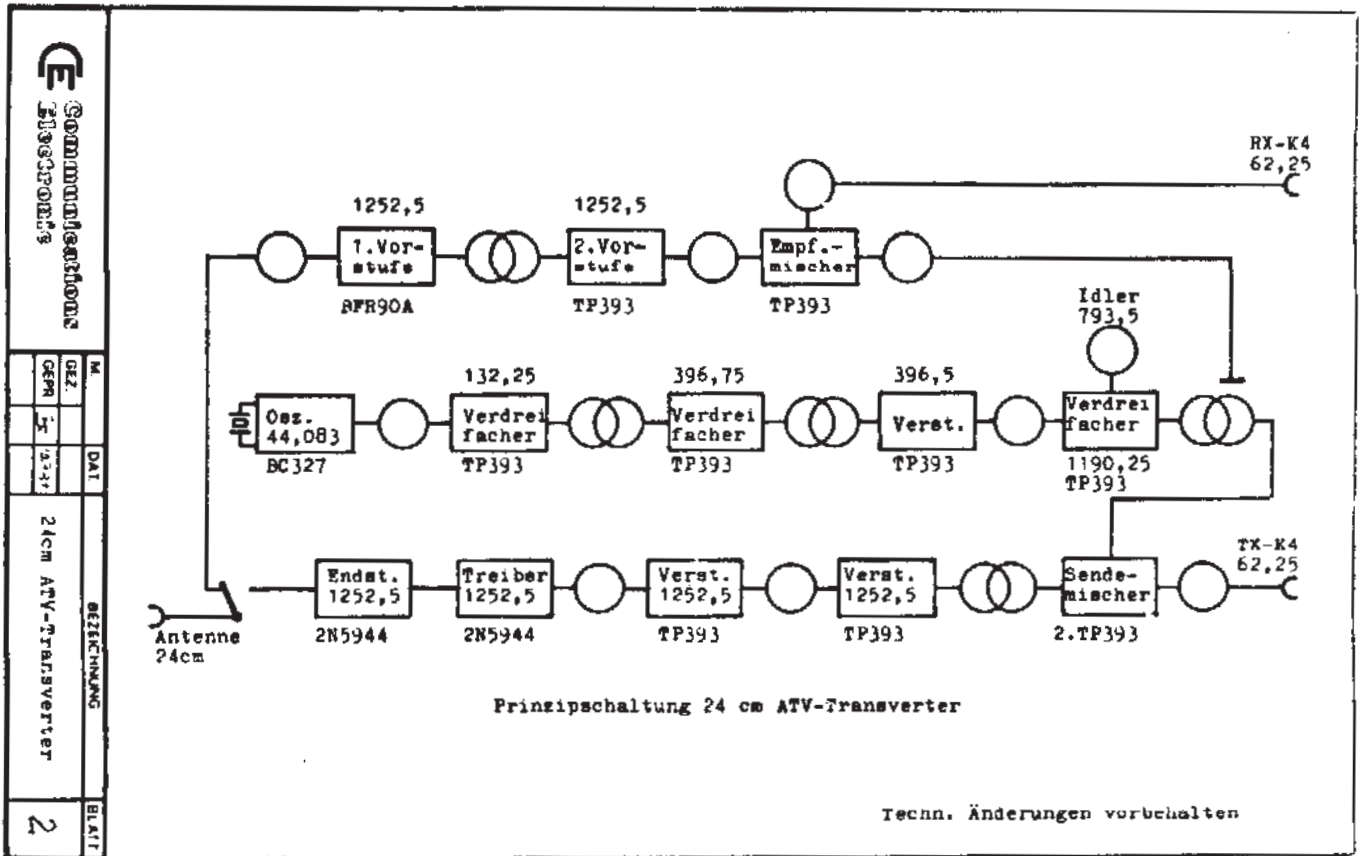 Communications
Electronic
M.
GEZ.
GEPR
DAT.
BEZEICHNUNG
24cm ATV-Transverter
BLATT
2
RX-K4
62,25
1252,5
1.Vor-
stufe
BFR90A
1252,5
2.Vor-
stufe
TP393
Empf.-
mischer
TP393
Idler
793,5
Osz.
44,083
BC327
132,25
Verdrei
facher
TP393
396,75
Verdrei
facher
TP393
396,5
Verst.
TP393
Verdrei
facher
1190,25
TP393
Antenne
24cm
Endst.
1252,5
2N5944
Treiber
1252,5
2N5944
Verst.
1252,5
TP393
Verst.
1252,5
TP393
Sende-
mischer
2.TP393
TX-K4
62,25
Prinzipschaltung 24 cm ATV-Transverter
Techn. Änderungen vorbehalten